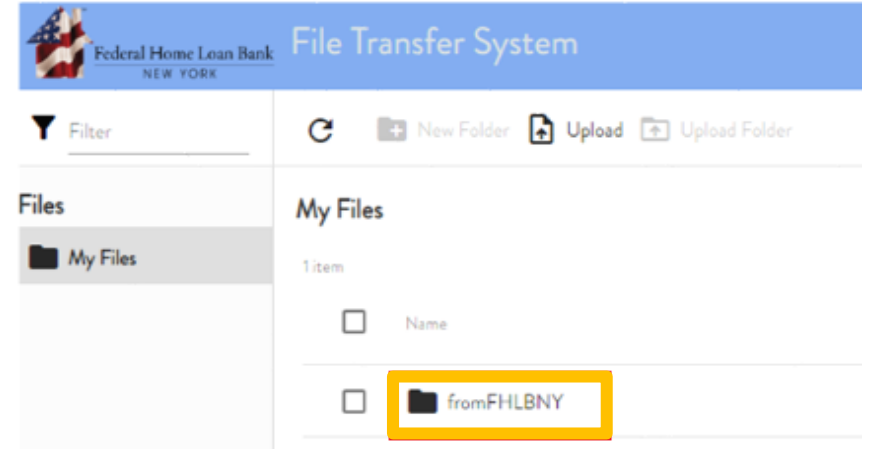 Federal Home Loan Bank
NEW YORK
File Transfer System
Filter
New Folder Upload Upload Folder
Files
My Files
My Files
1 item
Name
fromFHLBNY